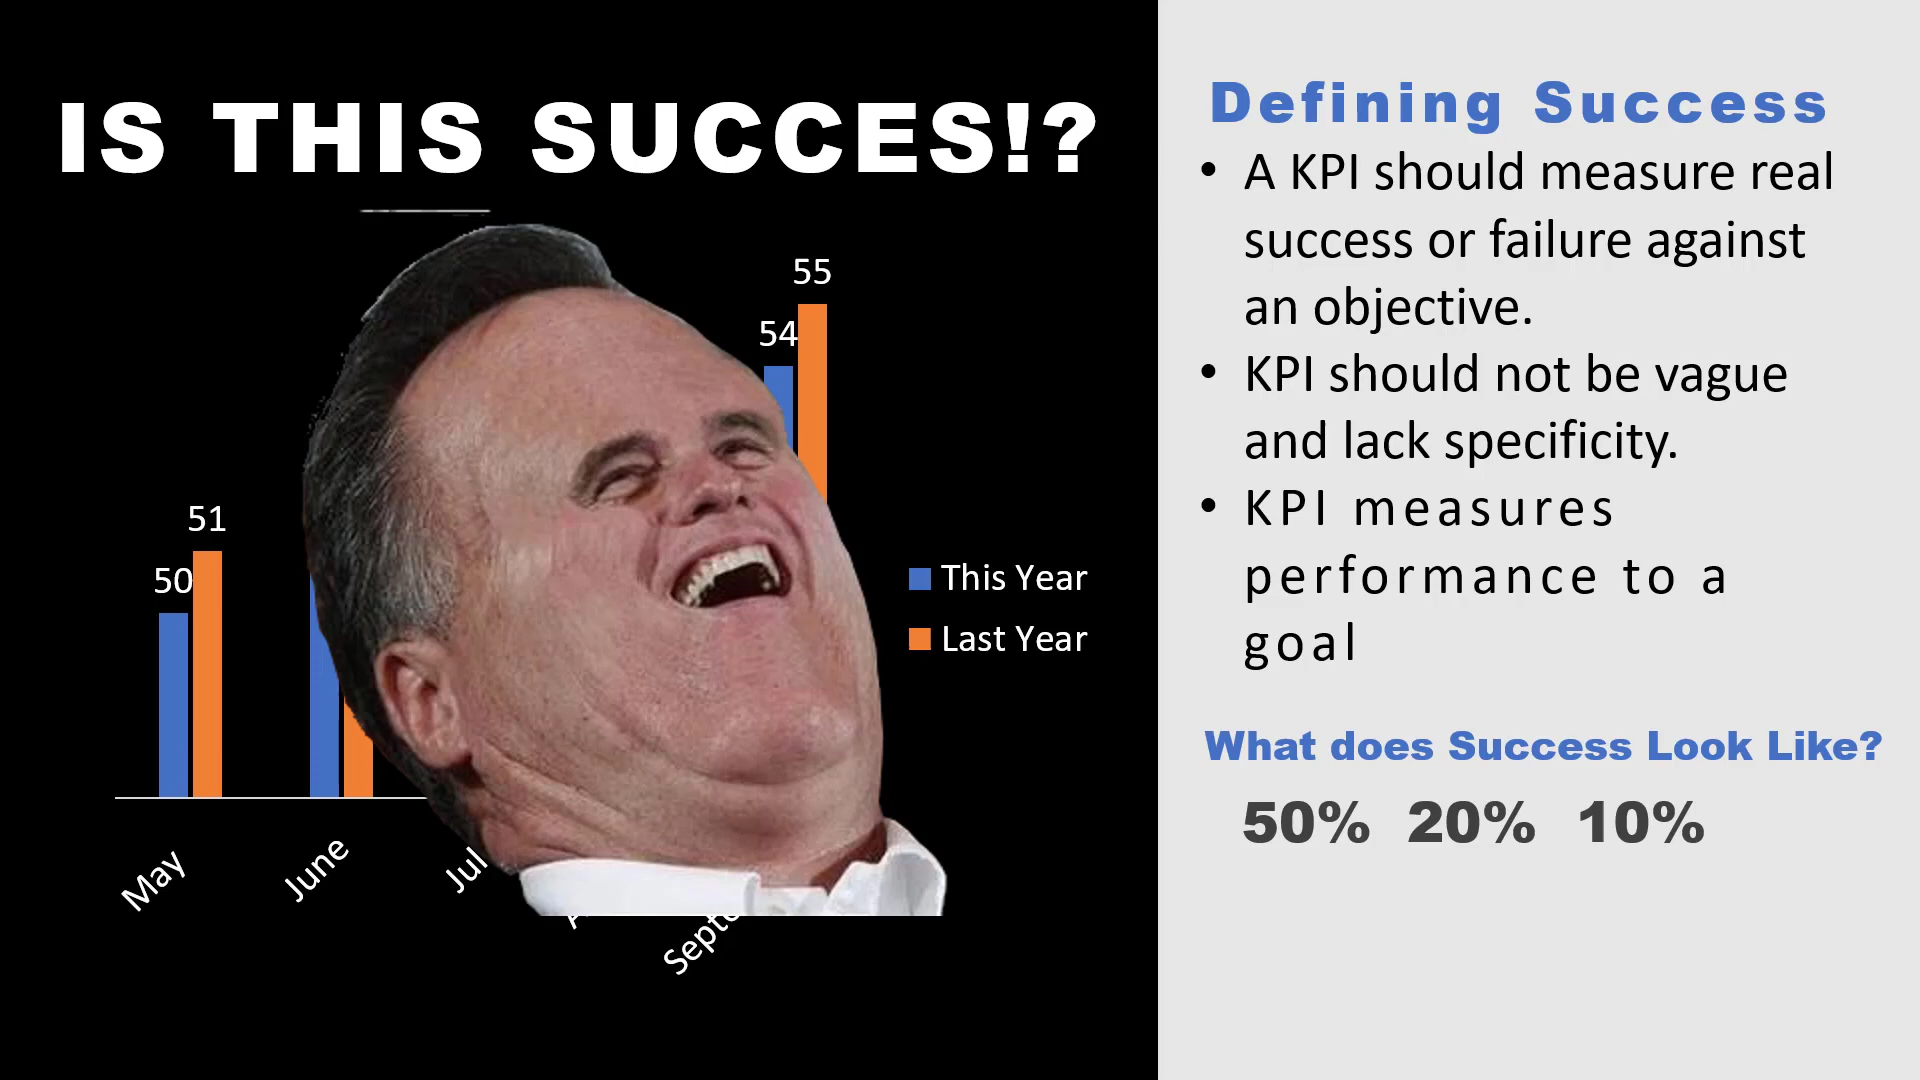 IS THIS SUCCES!?
55
54
51
50
This Year
Last Year
May
June
Defining Success
• A KPI should measure real
success or failure against
an objective.
• KPI should not be vague
and lack specificity.
• KPI measures
performance to a
goal
What does Success Look Like?
50% 20% 10%